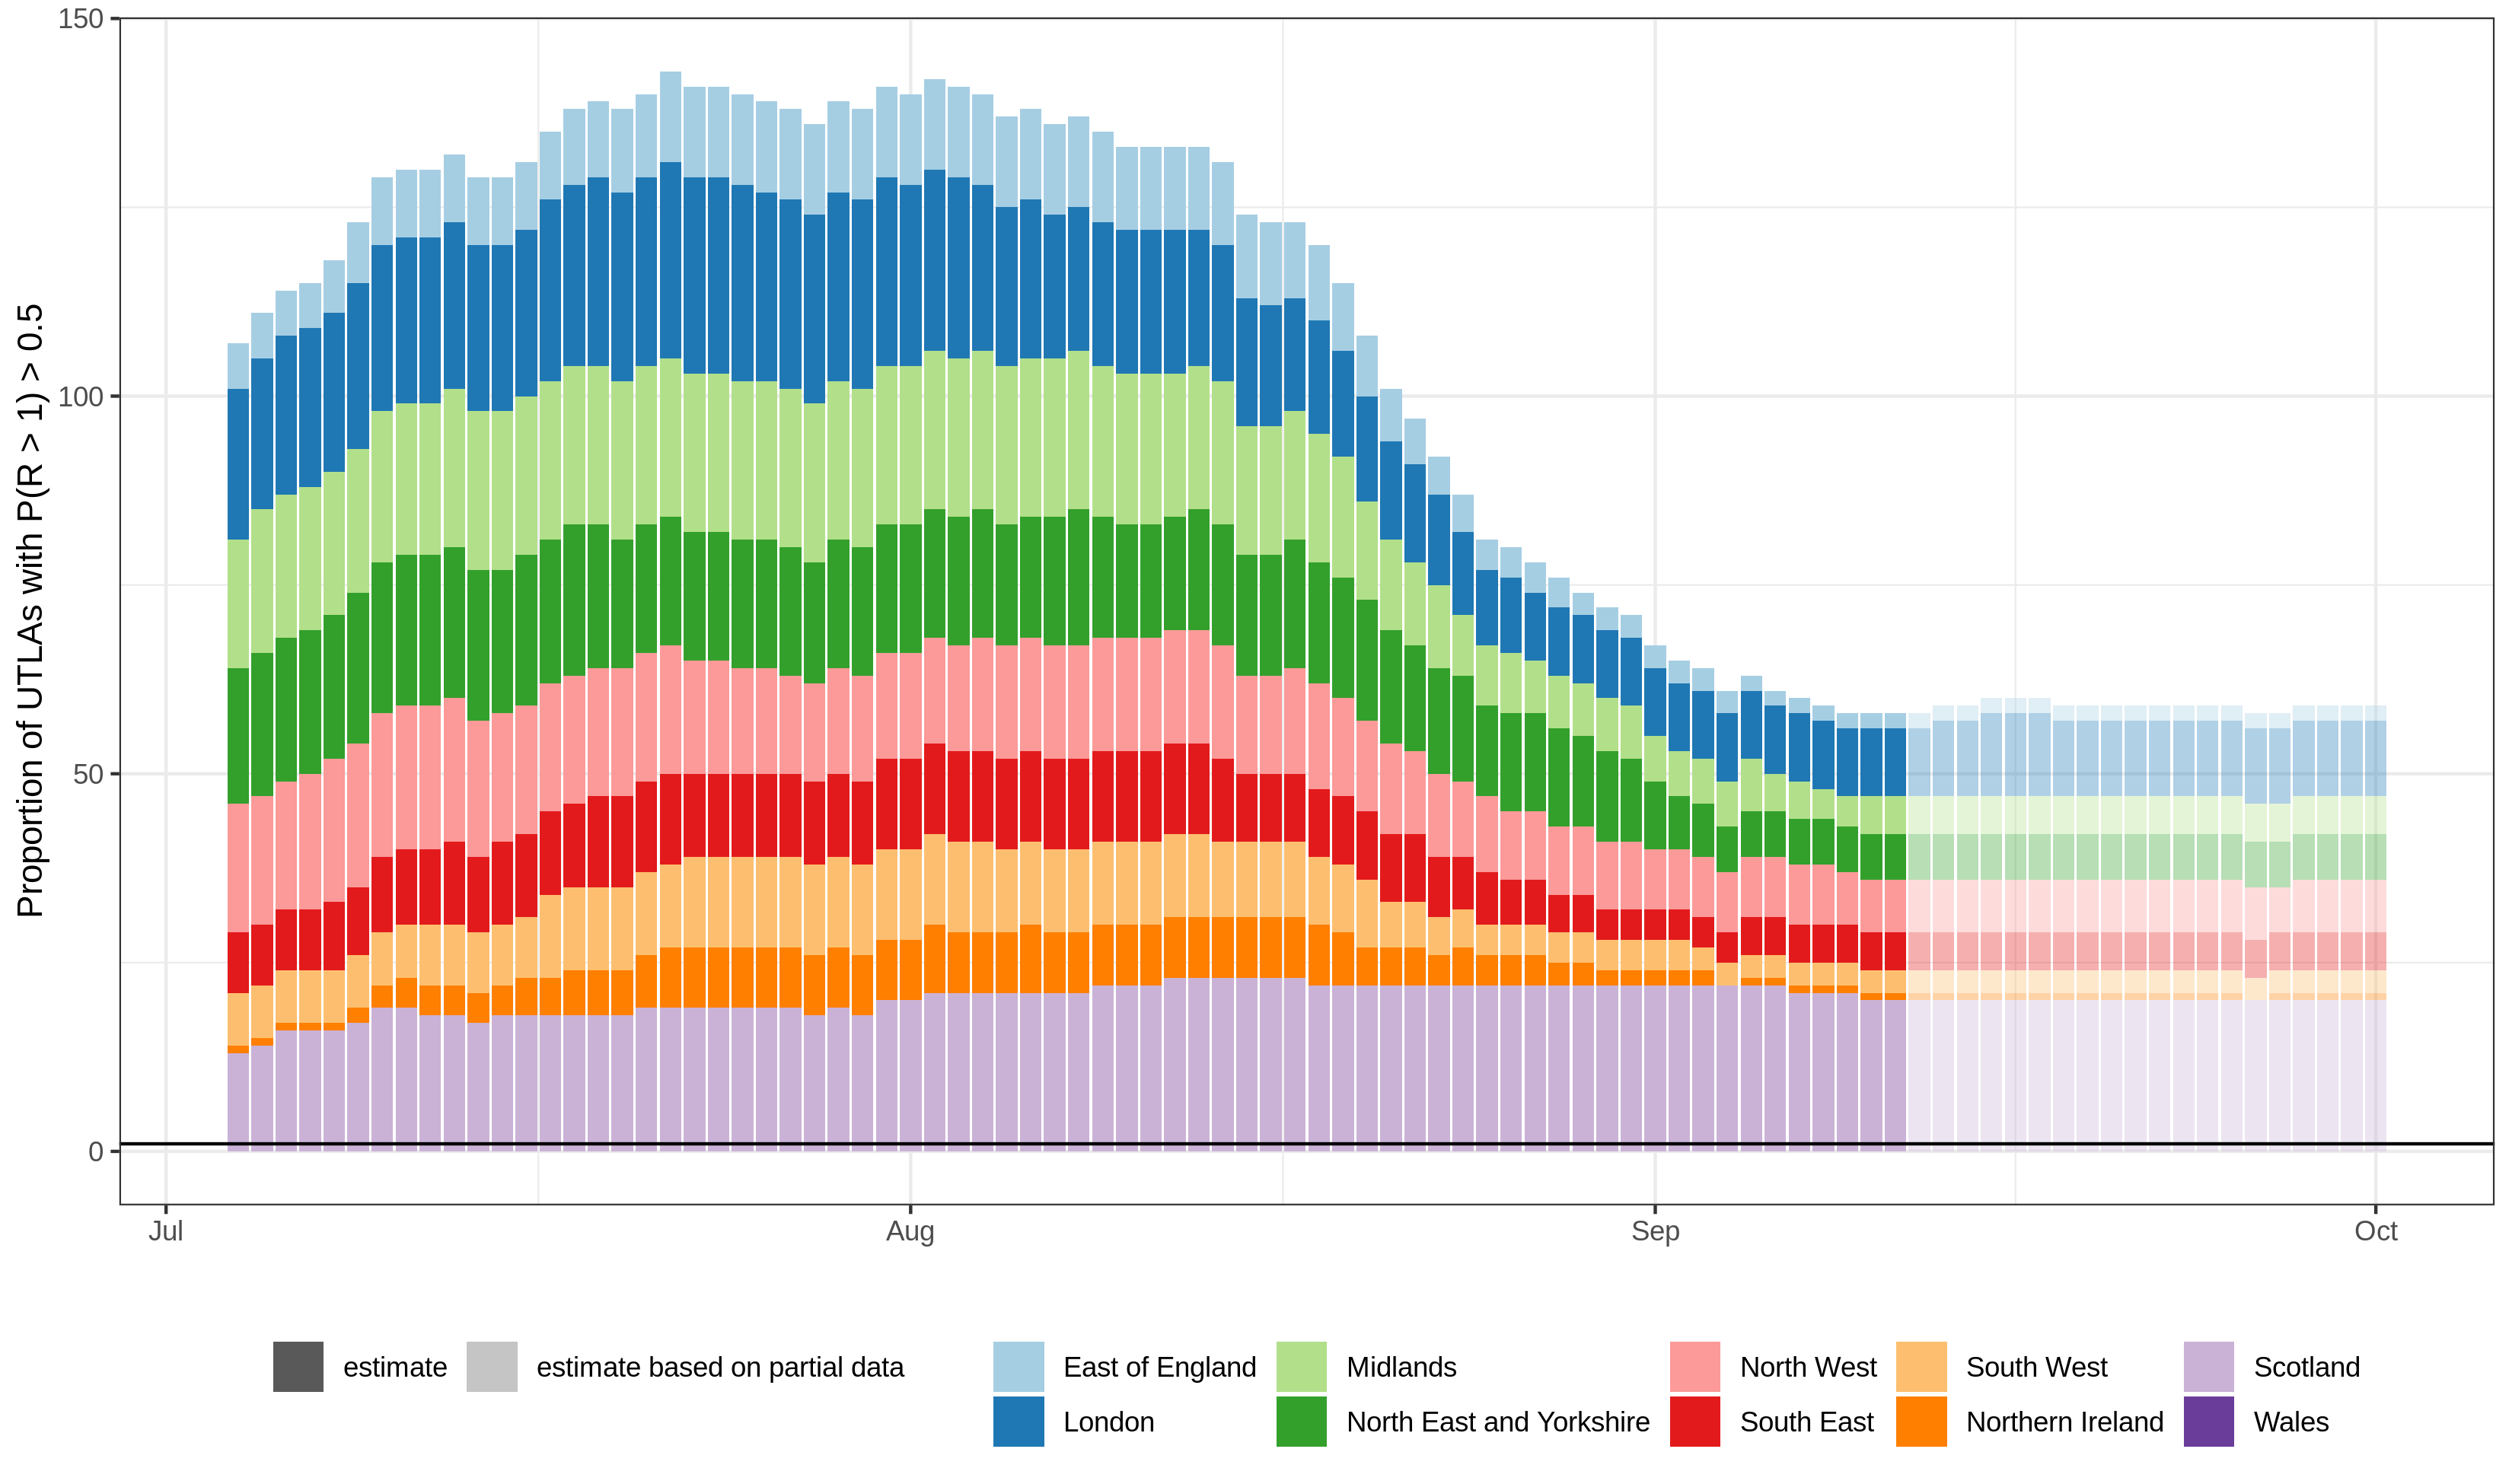 150
100
50
0
Proportion of UTLAs with P(R > 1) > 0.5
Jul Aug Sep Oct
estimate estimate based on partial data East of England Midlands North West South West Scotland
London North East and Yorkshire South East Northern Ireland Wales